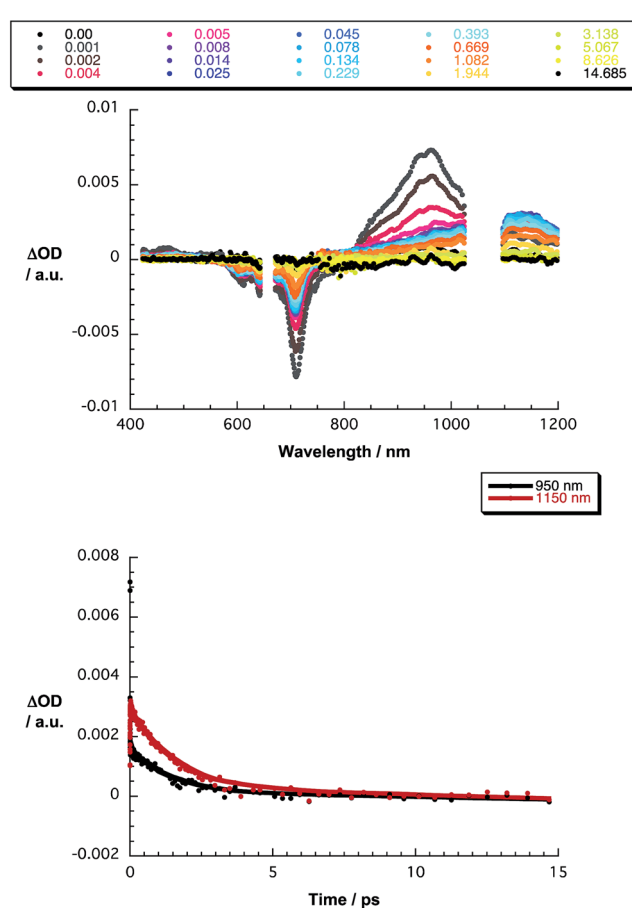 0.00 0.005 0.045 0.393 3.138
0.001 0.008 0.078 0.669 5.067
0.002 0.014 0.134 1.082 8.626
0.004 0.025 0.229 1.944 14.685
0.01
0.005
ΔOD
0
/ a.u.
-0.005
-0.01
400 600 800 1000 1200
Wavelength / nm
950 nm
1150 nm
0.008
0.006
0.004
ΔOD
/ a.u.
0.002
0
-0.002
0 5 10 15
Time / ps